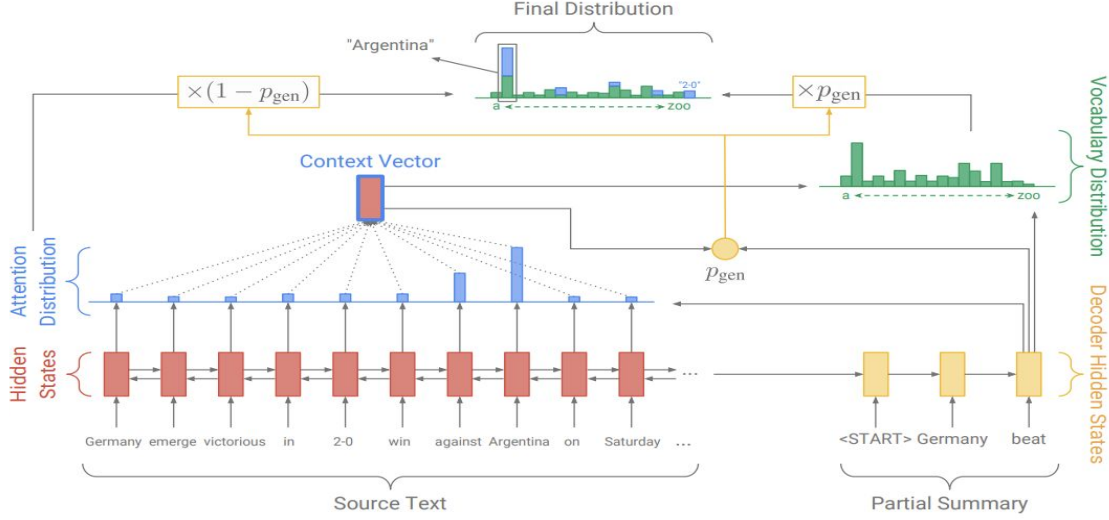 Final Distribution
"Argentina"
×(1 − p_gen)
"2-0"
×p_gen
a
zoo
Context Vector
Vocabulary Distribution
a
zoo
Attention
Distribution
p_gen
Hidden
States
...
Decoder Hidden States
Germany emerge victorious in 2-0 win against Argentina on Saturday ...
<START> Germany beat
Source Text
Partial Summary